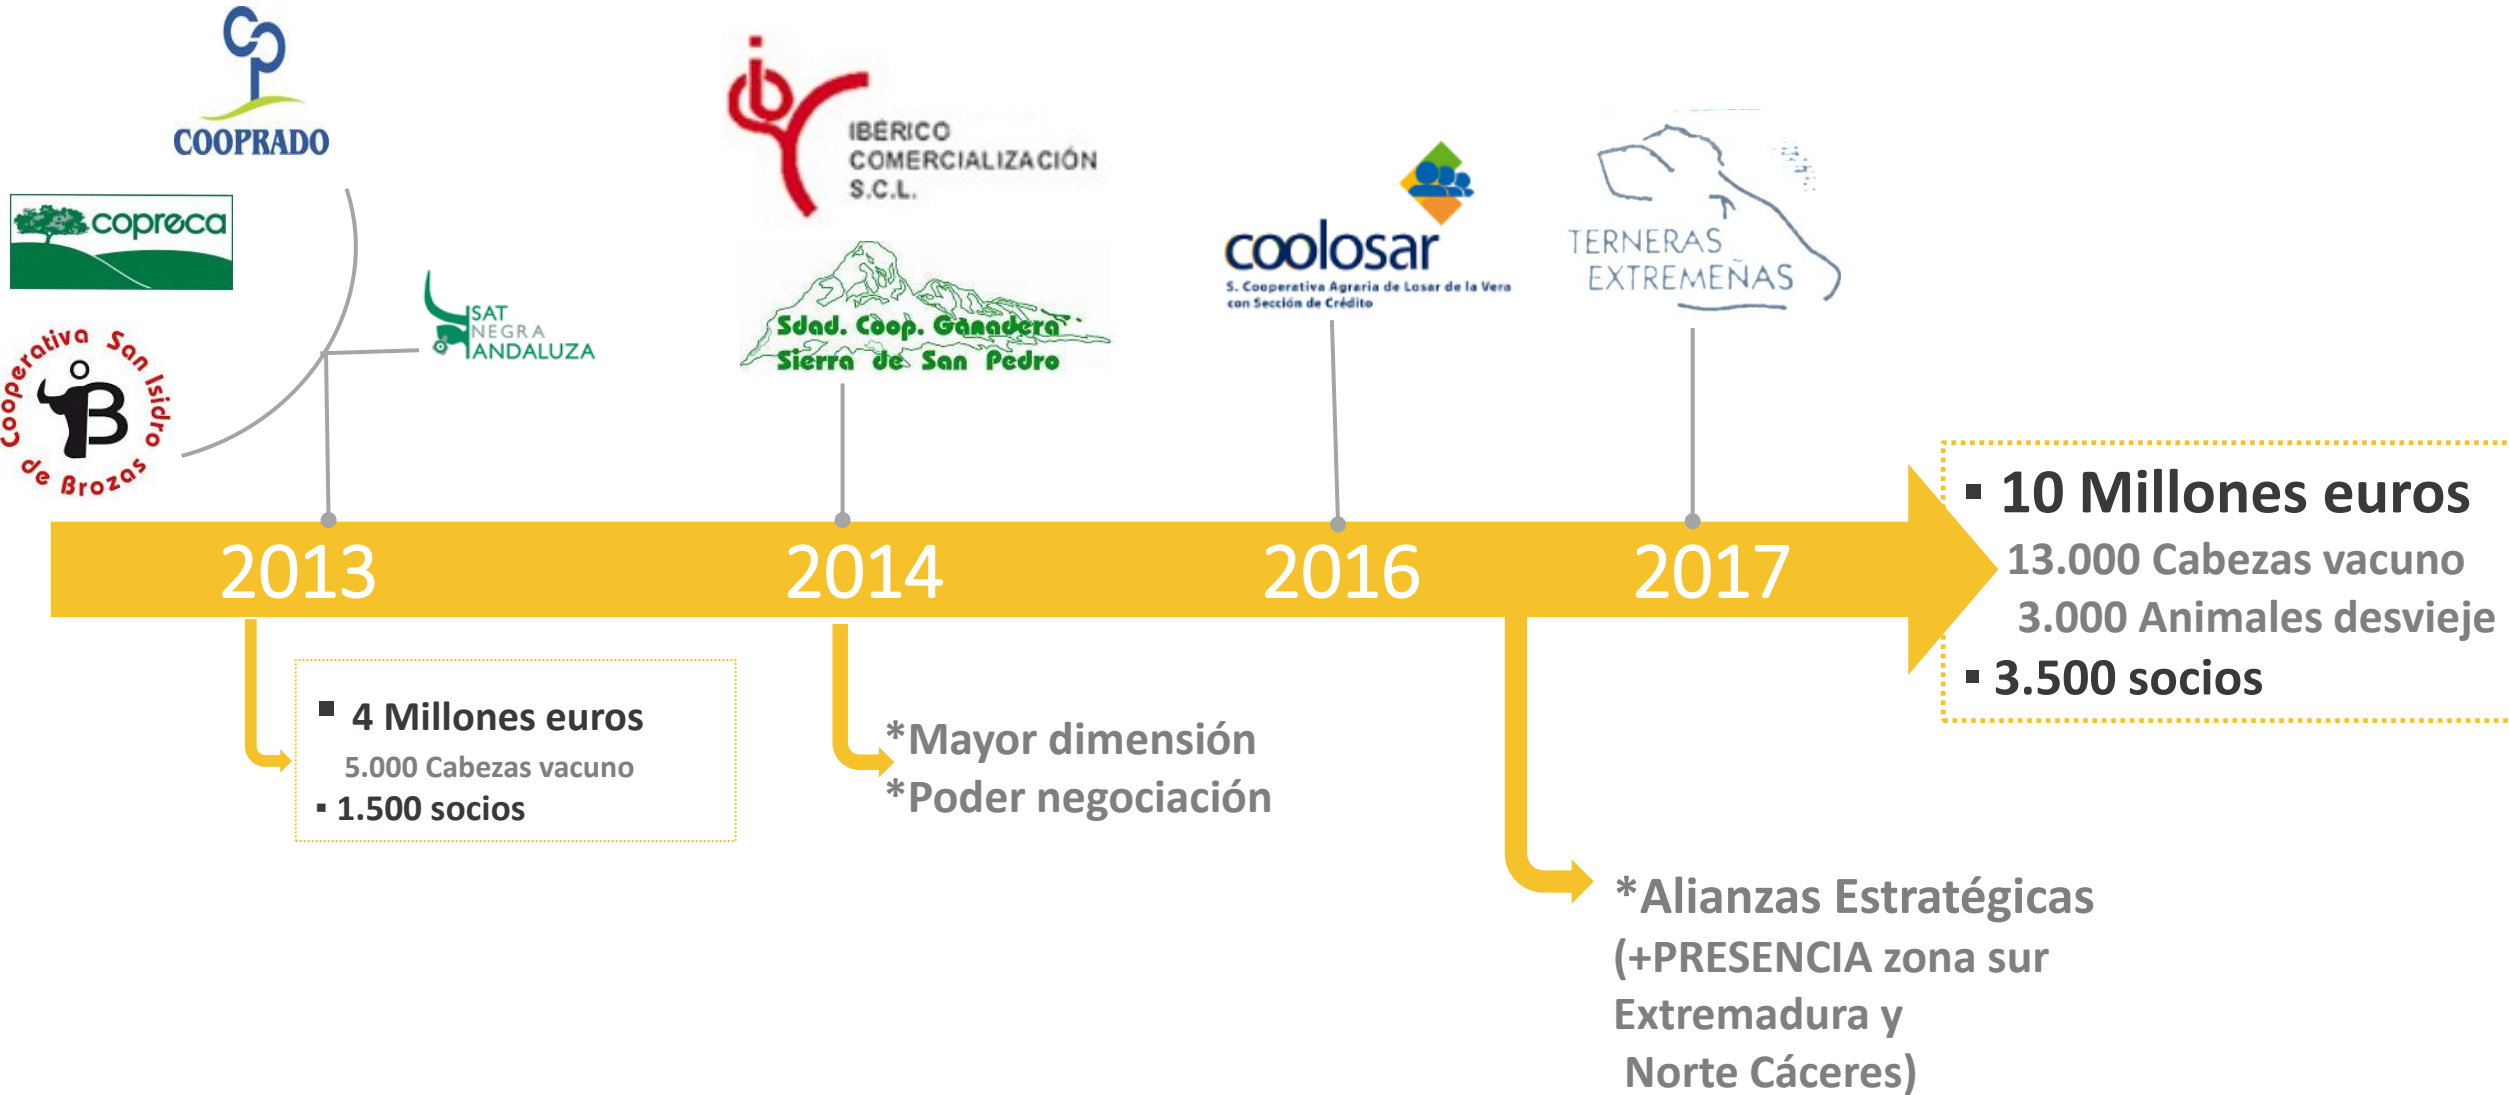 COOPRADO
copreca
Cooperativa San Isidro de Brozas
B
SAT
NEGRA
ANDALUZA
IBÉRICO
COMERCIALIZACIÓN
S.C.L.
Sdad. Coop. Ganadera
Sierra de San Pedro
coolosar
S. Cooperativa Agraria de Losar de la Vera
con Sección de Crédito
TERNERAS
EXTREMEÑAS
2013
2014
2016
2017
▪ 10 Millones euros
13.000 Cabezas vacuno
3.000 Animales desvieje
▪ 3.500 socios
▪ 4 Millones euros
5.000 Cabezas vacuno
▪ 1.500 socios
*Mayor dimensión
*Poder negociación
*Alianzas Estratégicas
(+PRESENCIA zona sur
Extremadura y
Norte Cáceres)